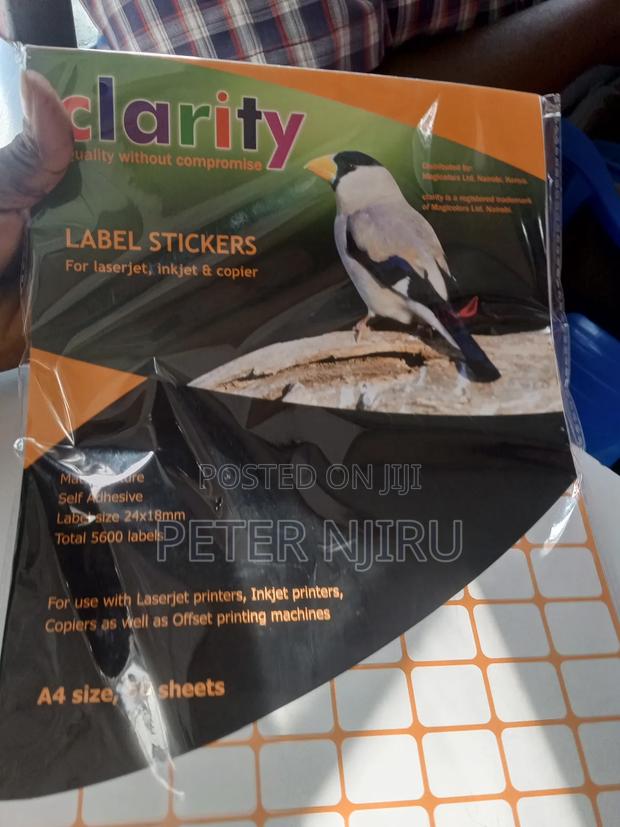 clarity
quality without compromise
Distributed by:
Magicolors Ltd. Nairobi, Kenya.
clarity is a registered trademark
of Magicolors Ltd. Nairobi.
LABEL STICKERS
For laserjet, inkjet & copier
POSTED ON JIJI
Self Adhesive
Label size 24x18mm
Total 5600 labels
PETER NJIRU
For use with Laserjet printers, Inkjet printers,
Copiers as well as Offset printing machines
A4 size, sheets